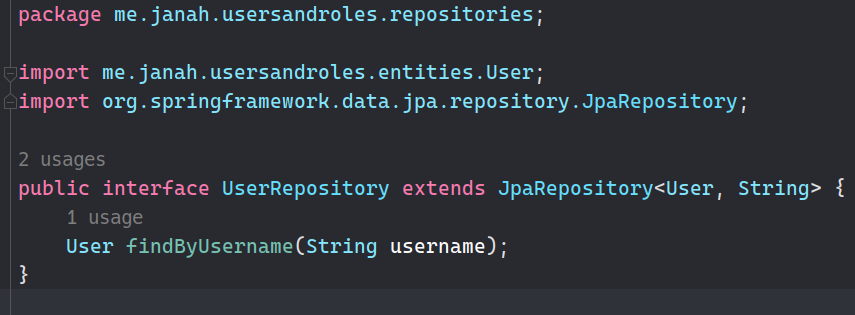 package me.janah.usersandroles.repositories;
import me.janah.usersandroles.entities.User;
import org.springframework.data.jpa.repository.JpaRepository;
2 usages
public interface UserRepository extends JpaRepository<User, String> {
1 usage
User findByUsername(String username);
}